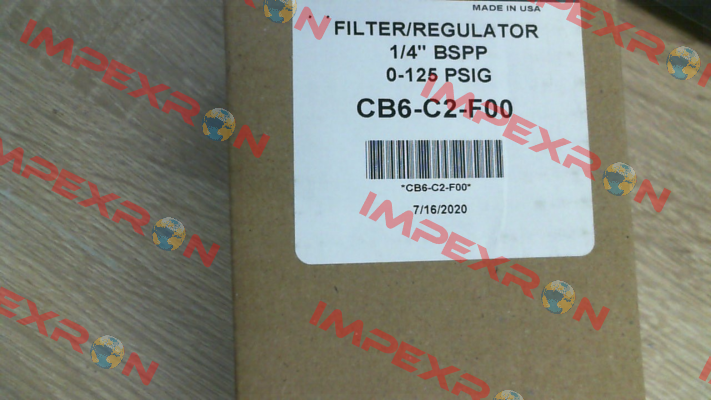 MADE IN USA
FILTER/REGULATOR
1/4" BSPP
0-125 PSIG
CB6-C2-F00
"CB6-C2-F00"
7/16/2020
IMPEXRON
IMPEXRON
IMPEXRON
IMPEXRON
IMPEXRON
IMPEXRON
IMPEXRON